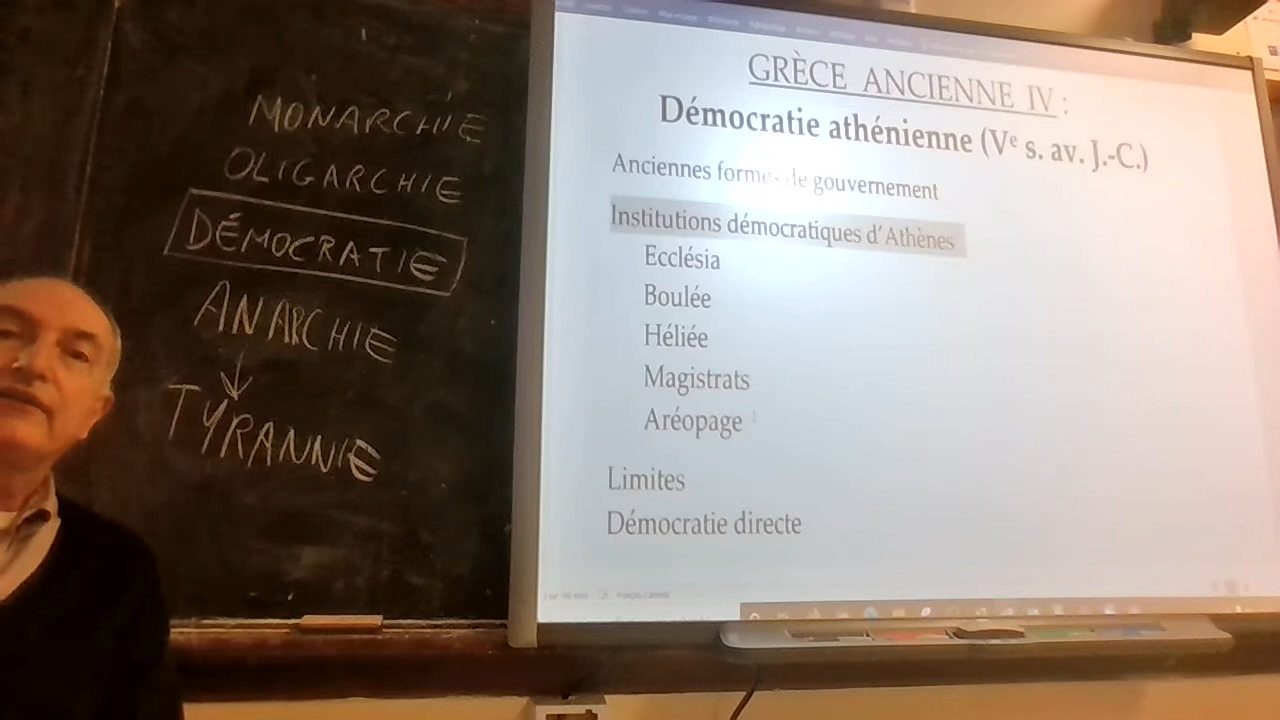 MONARCHIE
OLIGARCHIE
DÉMOCRATIE
ANARCHIE
TYRANNIE
GRÈCE ANCIENNE IV :
Démocratie athénienne (Vᵉ s. av. J.-C.)
Anciennes formes de gouvernement
Institutions démocratiques d'Athènes
Ecclésia
Boulée
Héliée
Magistrats
Aréopage
Limites
Démocratie directe